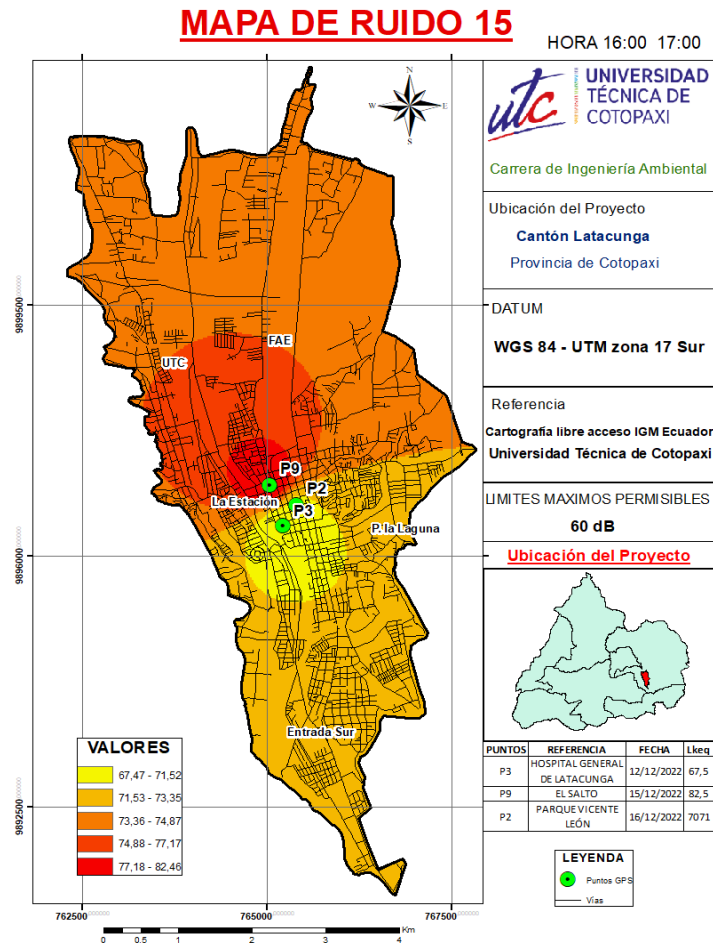 MAPA DE RUIDO 15
HORA 16:00 17:00
N
W
E
S
utc
UNIVERSIDAD
TÉCNICA DE
COTOPAXI
Carrera de Ingeniería Ambiental
Ubicación del Proyecto
Cantón Latacunga
Provincia de Cotopaxi
DATUM
WGS 84 - UTM zona 17 Sur
Referencia
Cartografía libre acceso IGM Ecuador
Universidad Técnica de Cotopaxi
LIMITES MAXIMOS PERMISIBLES
60 dB
Ubicación del Proyecto
PUNTOS REFERENCIA FECHA Lkeq
P3 HOSPITAL GENERAL DE LATACUNGA 12/12/2022 67,5
P9 EL SALTO 15/12/2022 82,5
P2 PARQUE VICENTE LEÓN 16/12/2022 7071
LEYENDA
Puntos GPS
Vías
FAE
UTC
P9
P2
La Estación
P3
P. la Laguna
Entrada Sur
VALORES
67,47 - 71,52
71,53 - 73,35
73,36 - 74,87
74,88 - 77,17
77,18 - 82,46
9899500,000000
9896000,000000
9892500,000000
762500,000000
765000,000000
767500,000000
0 0.5 1 2 3 4
Km